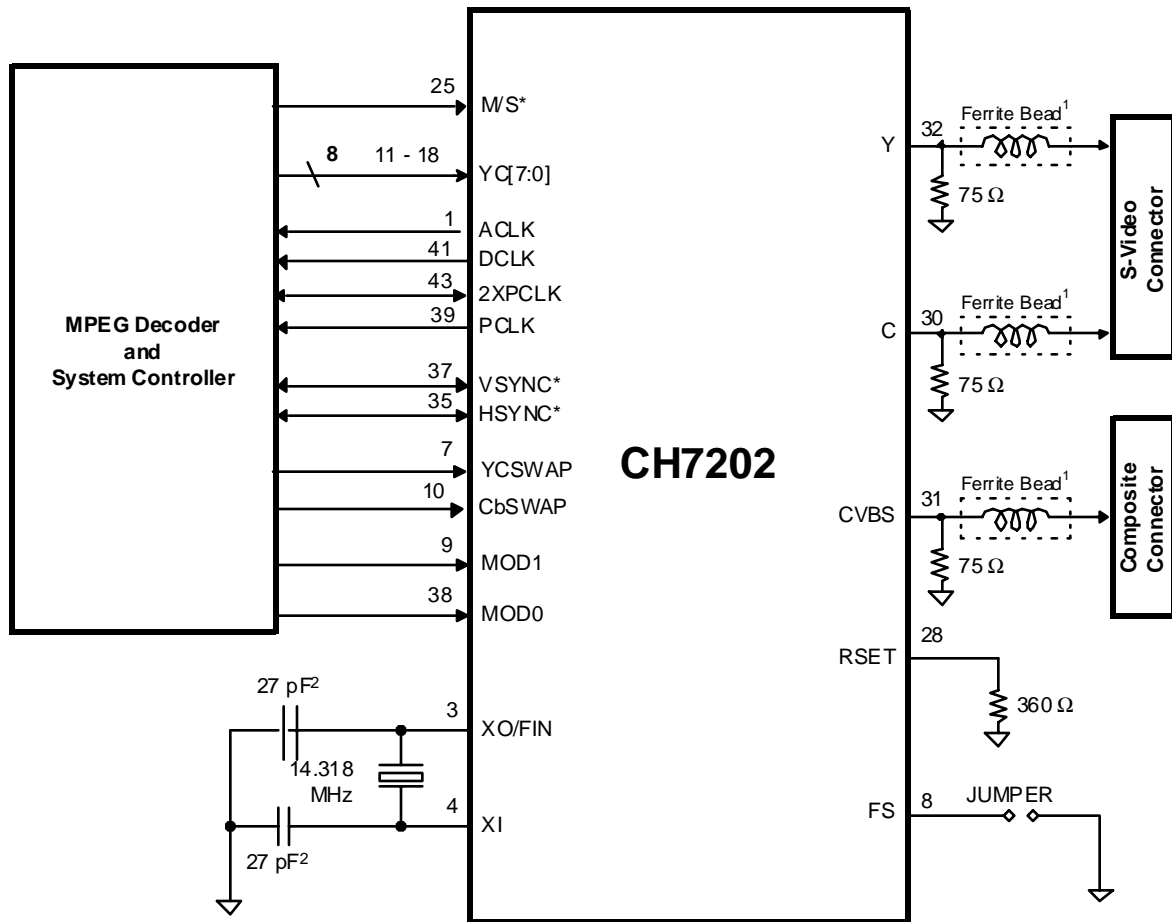 MPEG Decoder
and
System Controller
25
M/S*
8
11 - 18
YC[7:0]
1
ACLK
41
DCLK
43
2XPCLK
39
PCLK
37
VSYNC*
35
HSYNC*
7
YCSWAP
10
CbSWAP
9
MOD1
38
MOD0
27 pF²
3
XO/FIN
14.318
MHz
4
XI
27 pF²
CH7202
Y
32
Ferrite Bead¹
75 Ω
C
30
Ferrite Bead¹
75 Ω
S-Video
Connector
CVBS
31
Ferrite Bead¹
75 Ω
Composite
Connector
RSET
28
360 Ω
FS
8
JUMPER